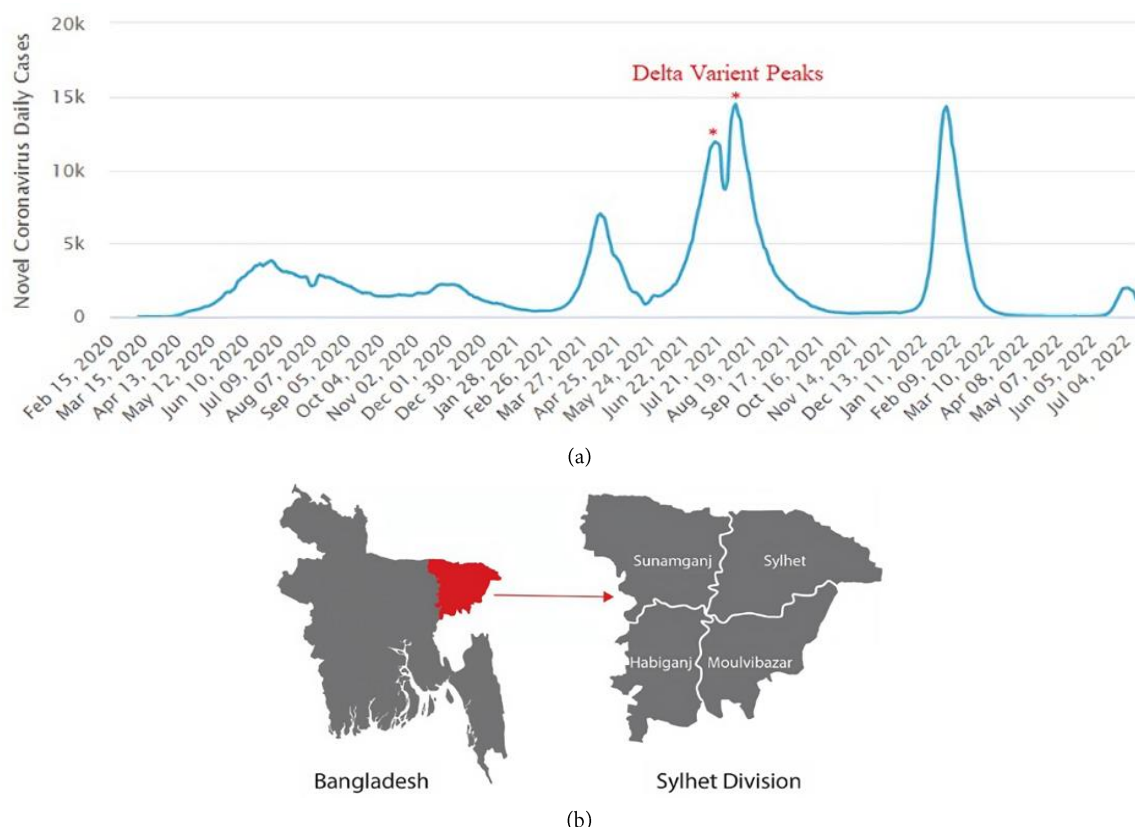 20k
Delta Varient Peaks
*
15k
*
10k
5k
0
Novel Coronavirus Daily Cases
Feb 15, 2020
Mar 15, 2020
Apr 13, 2020
May 12, 2020
Jun 10, 2020
Jul 09, 2020
Aug 07, 2020
Sep 05, 2020
Oct 04, 2020
Nov 02, 2020
Dec 01, 2020
Dec 30, 2020
Jan 28, 2021
Feb 26, 2021
Mar 27, 2021
Apr 25, 2021
May 24, 2021
Jun 22, 2021
Jul 21, 2021
Aug 19, 2021
Sep 17, 2021
Oct 16, 2021
Nov 14, 2021
Dec 13, 2021
Jan 11, 2022
Feb 09, 2022
Mar 10, 2022
Apr 08, 2022
May 07, 2022
Jun 05, 2022
Jul 04, 2022
(a)
Sunamganj
Sylhet
Habiganj
Moulvibazar
Bangladesh
Sylhet Division
(b)